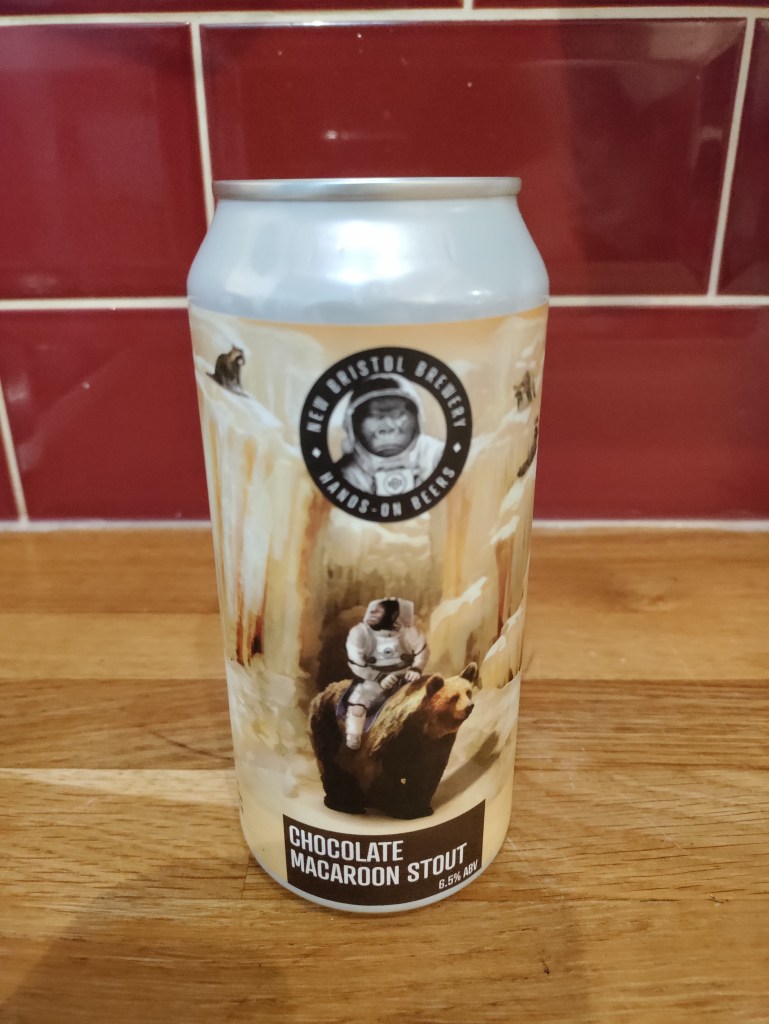 NEW BRISTOL BREWERY
HANDS-ON BEERS
CHOCOLATE
MACAROON STOUT
6.5% ABV